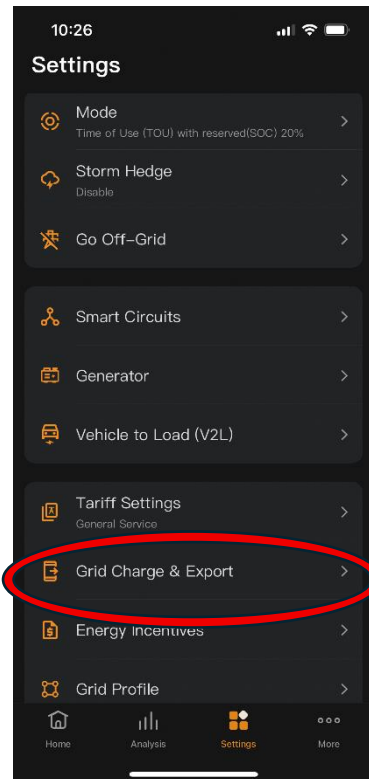 10:26
Settings
Mode
Time of Use (TOU) with reserved(SOC) 20%
Storm Hedge
Disable
Go Off-Grid
Smart Circuits
Generator
Vehicle to Load (V2L)
Tariff Settings
General Service
Grid Charge & Export
Energy Incentives
Grid Profile
Home Analysis Settings More